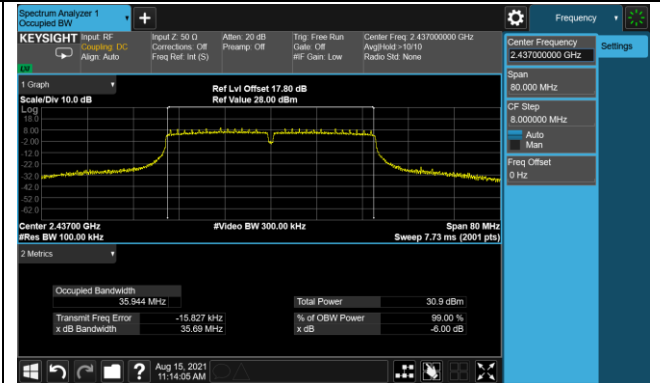 Spectrum Analyzer 1
Occupied BW
+
Frequency
KEYSIGHT
Input: RF
Coupling: DC
Align: Auto
Input Z: 50 Ω
Corrections: Off
Freq Ref: Int (S)
Atten: 20 dB
Preamp: Off
Trig: Free Run
Gate: Off
#IF Gain: Low
Center Freq: 2.437000000 GHz
Avg|Hold:>10/10
Radio Std: None
Center Frequency
2.437000000 GHz
Settings
Span
80.000 MHz
CF Step
8.000000 MHz
Auto
Man
Freq Offset
0 Hz
1 Graph
Scale/Div 10.0 dB
Ref Lvl Offset 17.80 dB
Ref Value 28.00 dBm
Log
18.0
8.00
-2.00
-12.0
-22.0
-32.0
-42.0
-52.0
-62.0
Center 2.43700 GHz
#Res BW 100.00 kHz
#Video BW 300.00 kHz
Span 80 MHz
Sweep 7.73 ms (2001 pts)
2 Metrics
Occupied Bandwidth
35.944 MHz
Total Power 30.9 dBm
Transmit Freq Error -15.827 kHz
% of OBW Power 99.00 %
x dB Bandwidth 35.69 MHz
x dB -6.00 dB
?
Aug 15, 2021
11:14:05 AM